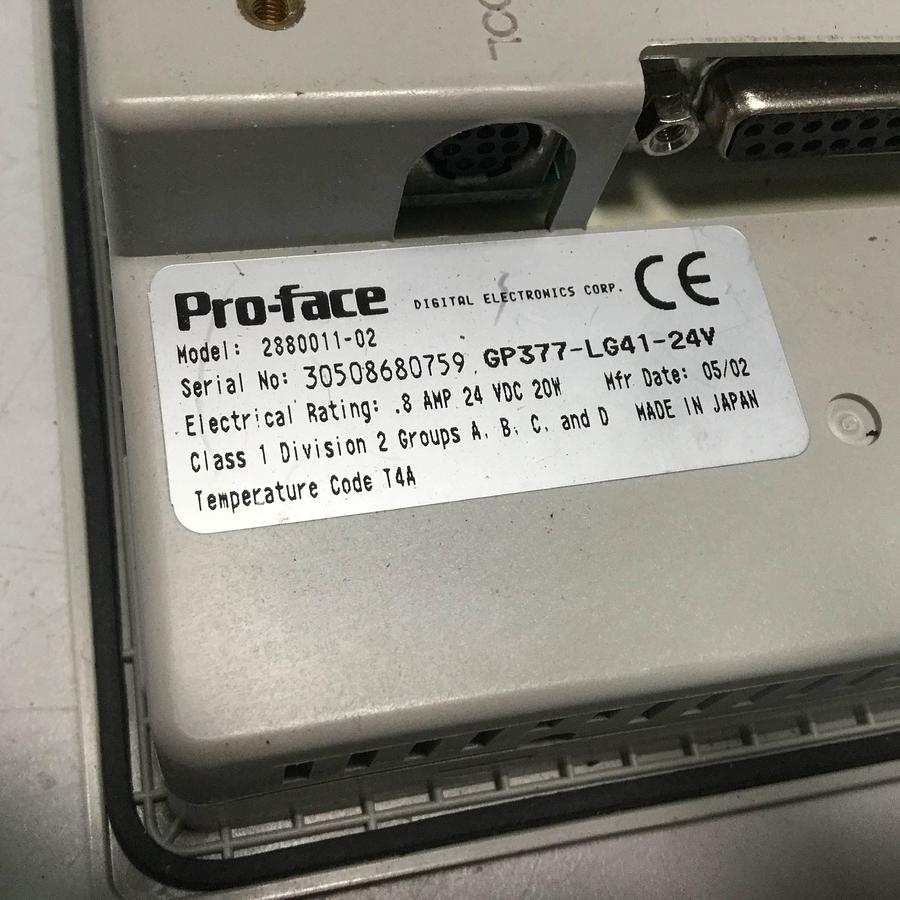 TOOL
Pro-face DIGITAL ELECTRONICS CORP. CE
Model: 2880011-02
Serial No: 30508680759 GP377-LG41-24V
Electrical Rating: .8 AMP 24 VDC 20W Mfr Date: 05/02
Class 1 Division 2 Groups A, B, C, and D MADE IN JAPAN
Temperature Code T4A